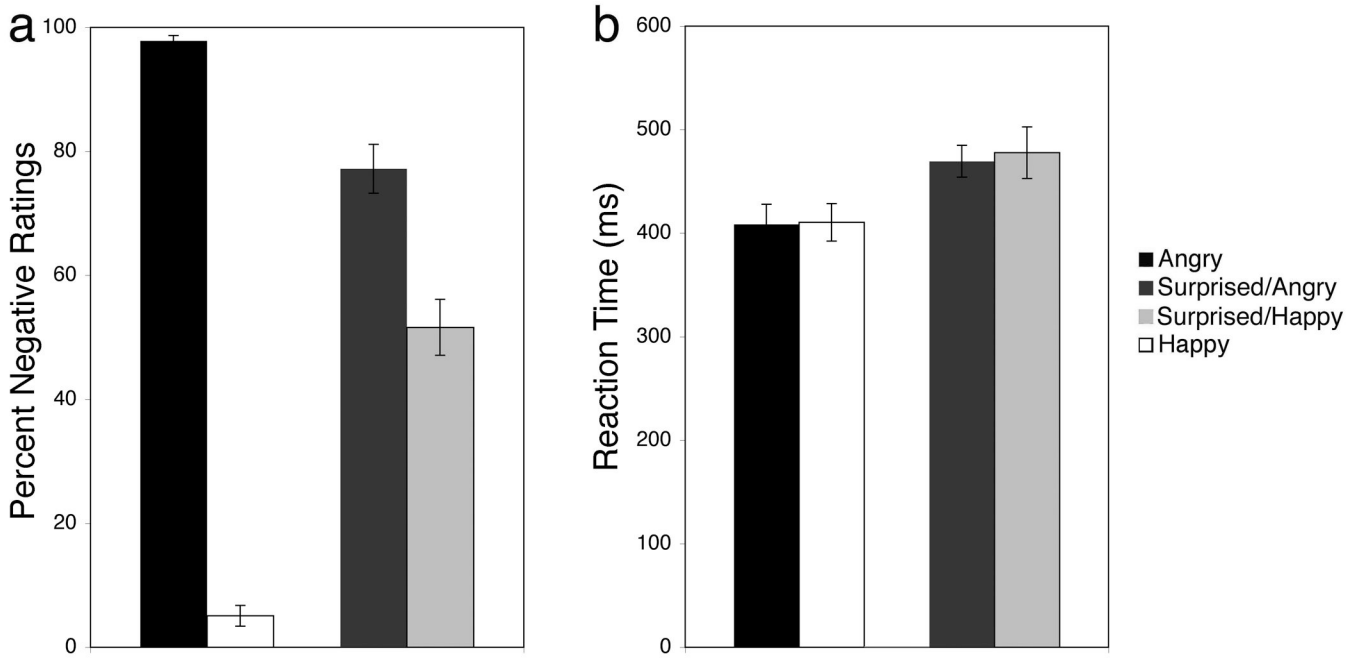 a
Percent Negative Ratings
100
80
60
40
20
0
b
Reaction Time (ms)
600
500
400
300
200
100
0
Angry
Surprised/Angry
Surprised/Happy
Happy